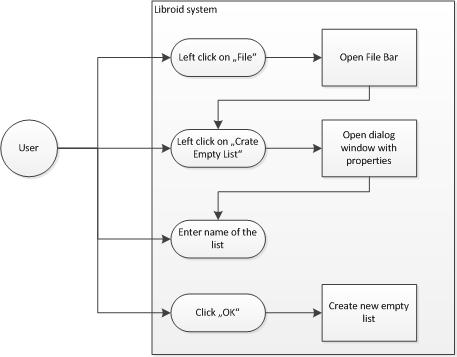 Libroid system
Left click on „File“
Open File Bar
User
Left click on „Crate
Empty List“
Open dialog
window with
properties
Enter name of the
list
Click „OK“
Create new empty
list